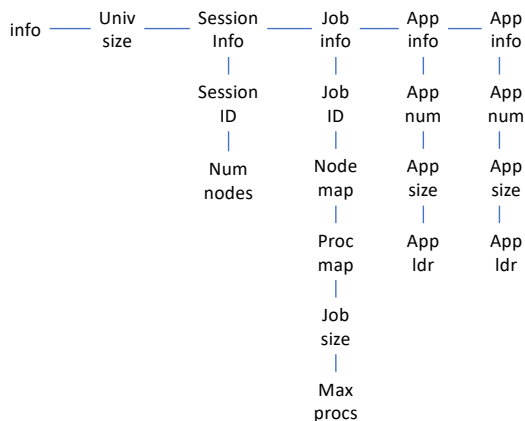 info
Univ
size
Session
Info
Job
info
App
info
App
info
Session
ID
Job
ID
App
num
App
num
Num
nodes
Node
map
App
size
App
size
Proc
map
App
ldr
App
ldr
Job
size
Max
procs